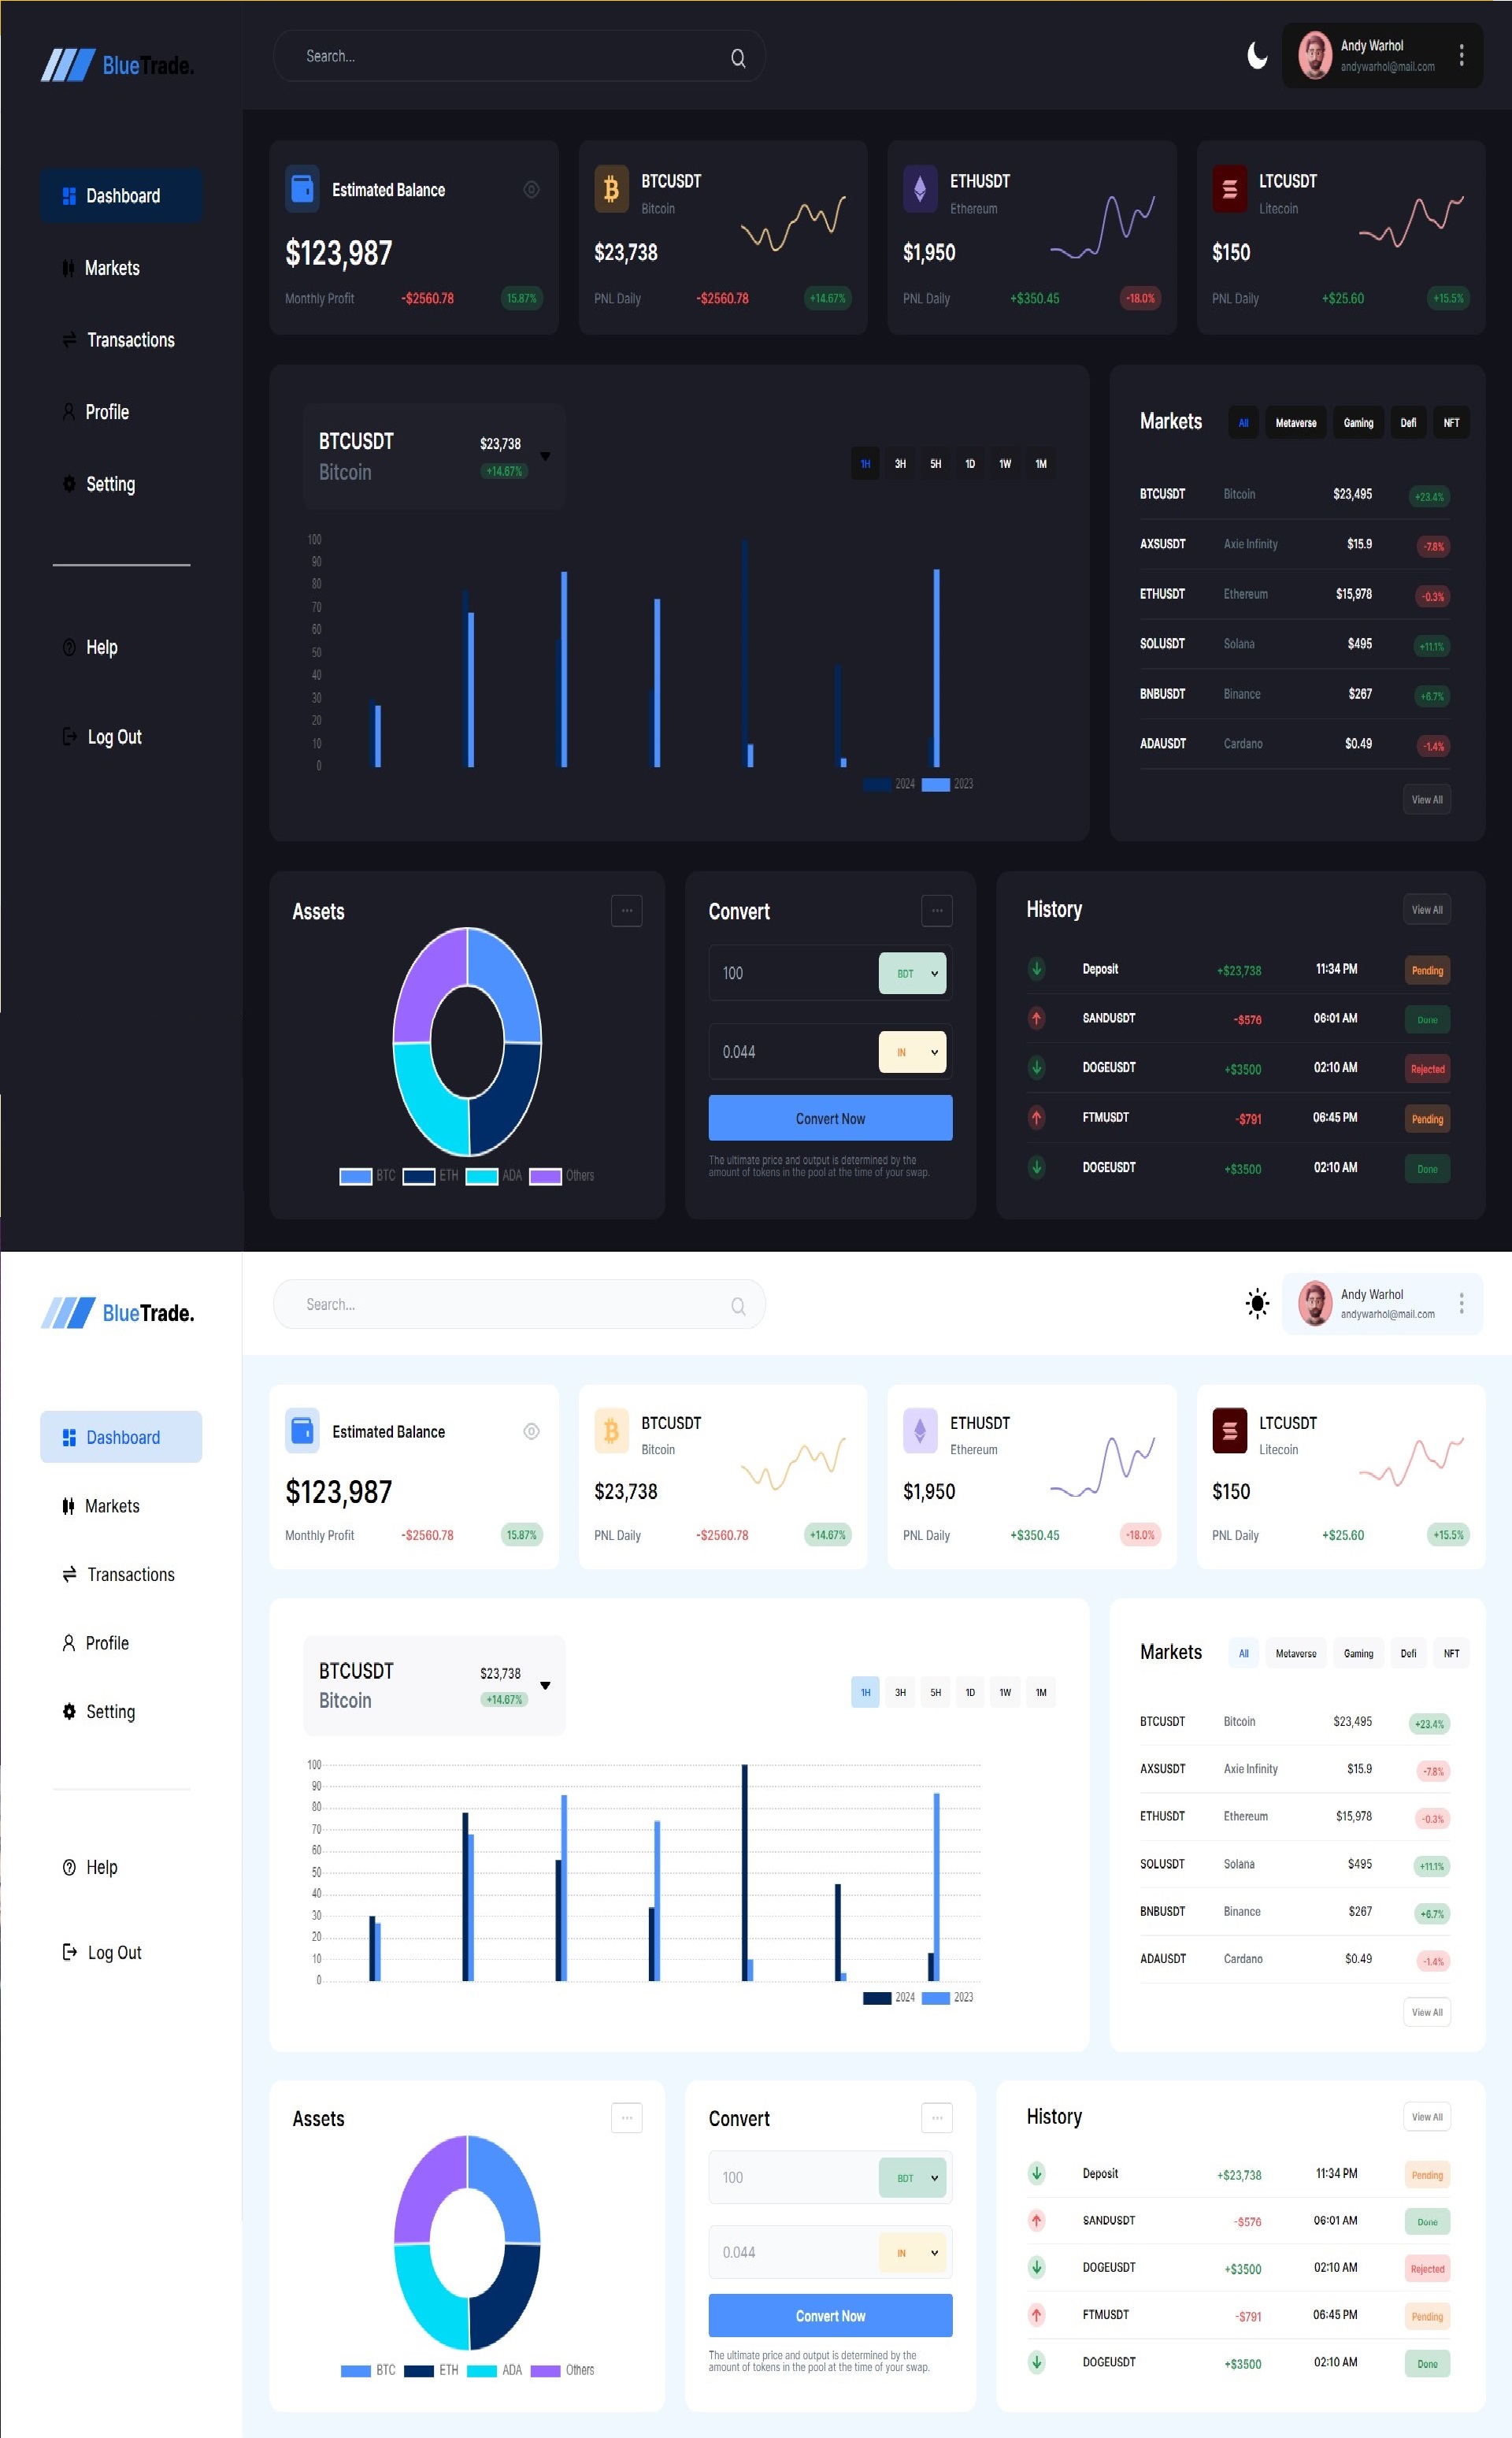 BlueTrade.
Search...
Andy Warhol
andywarhol@mail.com
Dashboard
Markets
Transactions
Profile
Setting
Help
Log Out
Estimated Balance
$123,987
Monthly Profit -$2560.78 15.87%
BTCUSDT
Bitcoin
$23,738
PNL Daily -$2560.78 +14.67%
ETHUSDT
Ethereum
$1,950
PNL Daily +$350.45 -18.0%
LTCUSDT
Litecoin
$150
PNL Daily +$25.60 +15.5%
BTCUSDT $23,738
Bitcoin +14.67%
1H 3H 5H 1D 1W 1M
100
90
80
70
60
50
40
30
20
10
0
2024 2023
Markets All Metaverse Gaming Defi NFT
BTCUSDT Bitcoin $23,495 +23.4%
AXSUSDT Axie Infinity $15.9 -7.8%
ETHUSDT Ethereum $15,978 -0.3%
SOLUSDT Solana $495 +11.1%
BNBUSDT Binance $267 +6.7%
ADAUSDT Cardano $0.49 -1.4%
View All
Assets
BTC ETH ADA Others
Convert
100 BDT
0.044 IN
Convert Now
The ultimate price and output is determined by the
amount of tokens in the pool at the time of your swap.
History View All
Deposit +$23,738 11:34 PM Pending
SANDUSDT -$576 06:01 AM Done
DOGEUSDT +$3500 02:10 AM Rejected
FTMUSDT -$791 06:45 PM Pending
DOGEUSDT +$3500 02:10 AM Done
BlueTrade.
Search...
Andy Warhol
andywarhol@mail.com
Dashboard
Markets
Transactions
Profile
Setting
Help
Log Out
Estimated Balance
$123,987
Monthly Profit -$2560.78 15.87%
BTCUSDT
Bitcoin
$23,738
PNL Daily -$2560.78 +14.67%
ETHUSDT
Ethereum
$1,950
PNL Daily +$350.45 -18.0%
LTCUSDT
Litecoin
$150
PNL Daily +$25.60 +15.5%
BTCUSDT $23,738
Bitcoin +14.67%
1H 3H 5H 1D 1W 1M
100
90
80
70
60
50
40
30
20
10
0
2024 2023
Markets All Metaverse Gaming Defi NFT
BTCUSDT Bitcoin $23,495 +23.4%
AXSUSDT Axie Infinity $15.9 -7.8%
ETHUSDT Ethereum $15,978 -0.3%
SOLUSDT Solana $495 +11.1%
BNBUSDT Binance $267 +6.7%
ADAUSDT Cardano $0.49 -1.4%
View All
Assets
BTC ETH ADA Others
Convert
100 BDT
0.044 IN
Convert Now
The ultimate price and output is determined by the
amount of tokens in the pool at the time of your swap.
History View All
Deposit +$23,738 11:34 PM Pending
SANDUSDT -$576 06:01 AM Done
DOGEUSDT +$3500 02:10 AM Rejected
FTMUSDT -$791 06:45 PM Pending
DOGEUSDT +$3500 02:10 AM Done